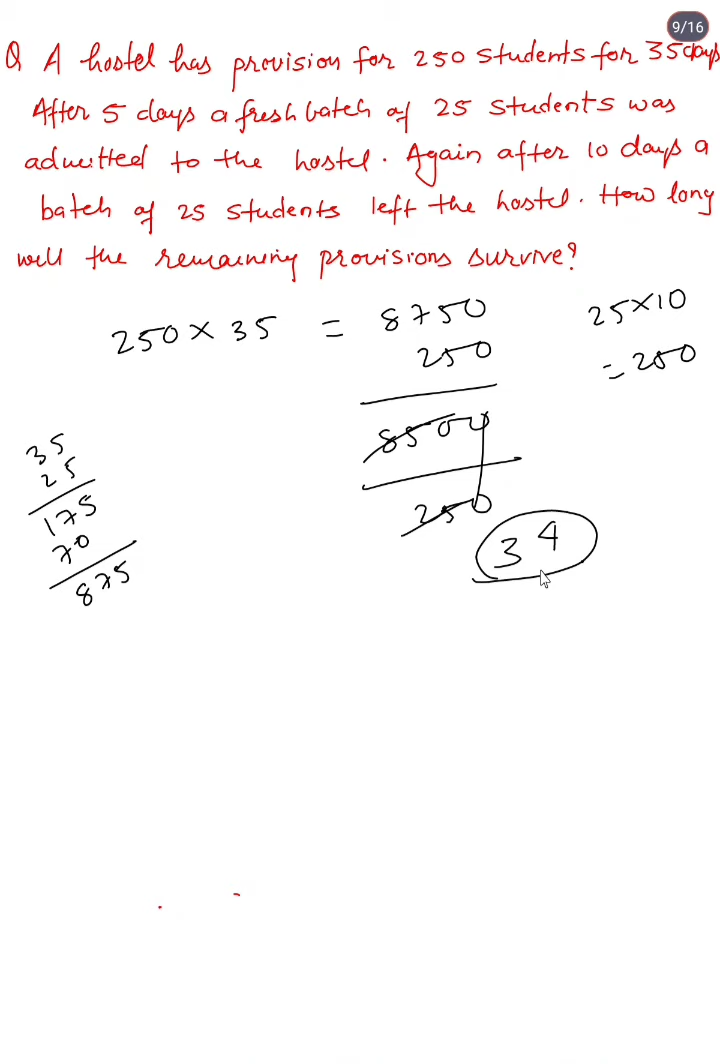 9/16
Q A hostel has provision for 250 students for 35 days
After 5 days a fresh batch of 25 students was
admitted to the hostel. Again after 10 days a
batch of 25 students left the hostel. How long
will the remaining provisions survive?
250 × 35 = 8750
250
8500
250
34
25×10
= 250
35
25
175
70
875